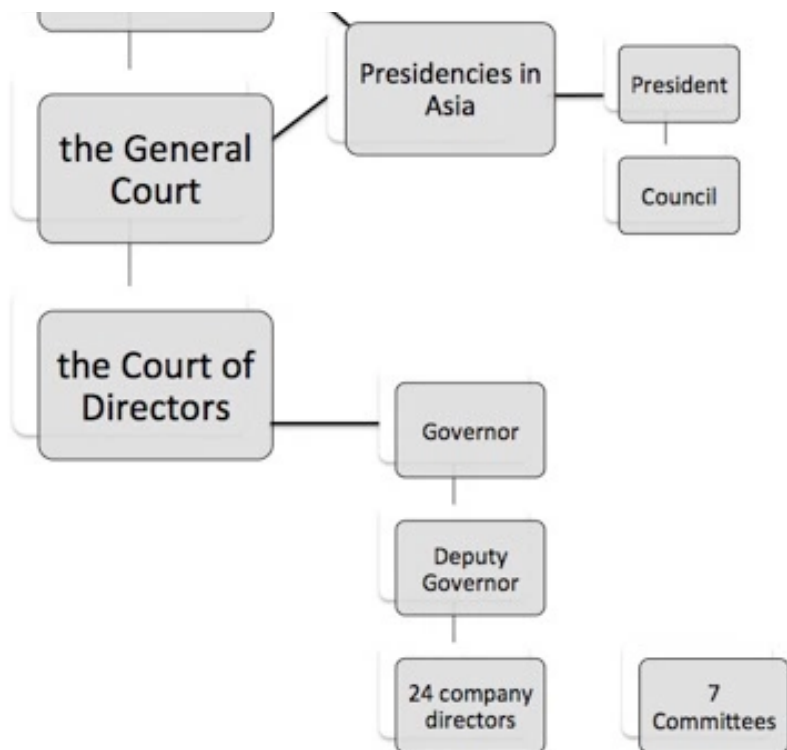 Presidencies in
Asia
President
Council
the General
Court
the Court of
Directors
Governor
Deputy
Governor
24 company
directors
7
Committees